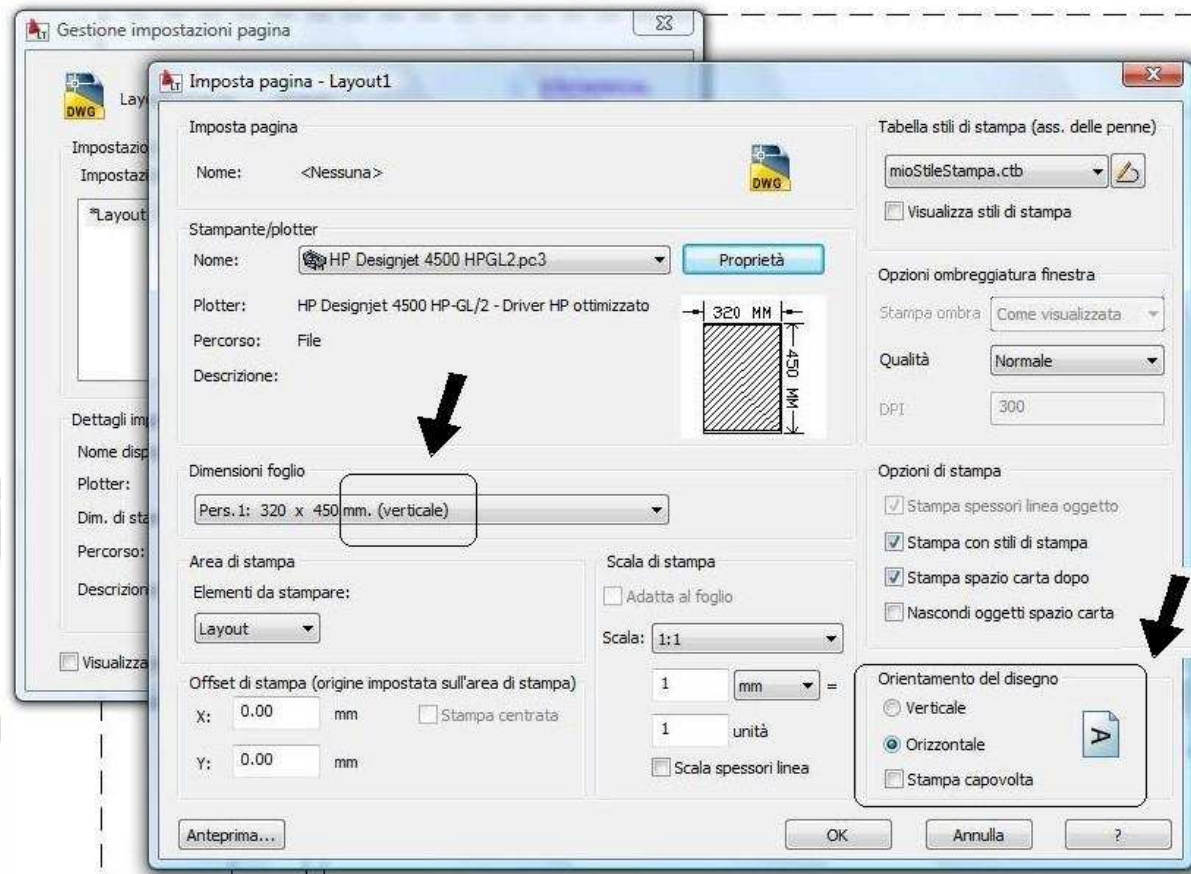 Gestione impostazioni pagina
Imposta pagina - Layout1
DWG
Impostazio
Impostazi
*Layout
Dettagli im
Nome disp
Plotter:
Dim. di sta
Percorso:
Descrizion
Visualizza
Imposta pagina
Nome: <Nessuna>
DWG
Stampante/plotter
Nome: HP Designjet 4500 HPGL2.pc3 Proprietà
Plotter: HP Designjet 4500 HP-GL/2 - Driver HP ottimizzato
Percorso: File
Descrizione:
320 MM
450 MM
Dimensioni foglio
Pers.1: 320 x 450 mm. (verticale)
Area di stampa
Elementi da stampare:
Layout
Offset di stampa (origine impostata sull'area di stampa)
X: 0.00 mm Stampa centrata
Y: 0.00 mm
Scala di stampa
Adatta al foglio
Scala: 1:1
1 mm =
1 unità
Scala spessori linea
Tabella stili di stampa (ass. delle penne)
mioStileStampa.ctb
Visualizza stili di stampa
Opzioni ombreggiatura finestra
Stampa ombra Come visualizzata
Qualità Normale
DPI 300
Opzioni di stampa
Stampa spessori linea oggetto
Stampa con stili di stampa
Stampa spazio carta dopo
Nascondi oggetti spazio carta
Orientamento del disegno
Verticale
Orizzontale
A
Stampa capovolta
Anteprima... OK Annulla ?